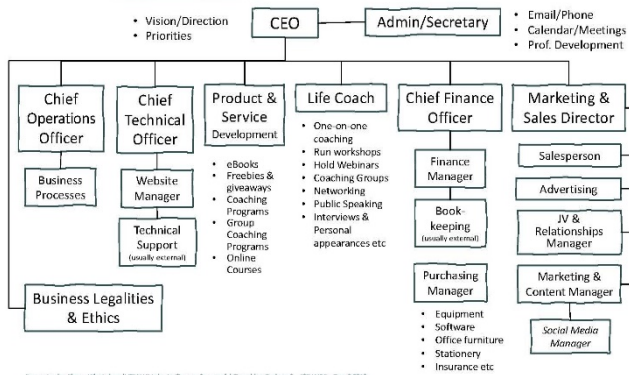 • Vision/Direction
• Priorities
CEO
Admin/Secretary
• Email/Phone
• Calendar/Meetings
• Prof. Development
Chief
Operations
Officer
Business
Processes
Chief
Technical
Officer
Website
Manager
Technical
Support
(usually external)
Product &
Service
Development
• eBooks
• Freebies &
giveaways
• Coaching
Programs
• Group
Coaching
Programs
• Online
Courses
Life Coach
• One-on-one
coaching
• Run workshops
• Hold Webinars
• Coaching Groups
• Networking
• Public Speaking
• Interviews &
Personal
appearances etc
Chief Finance
Officer
Finance
Manager
Book-
keeping
(usually external)
Purchasing
Manager
• Equipment
• Software
• Office furniture
• Stationery
• Insurance etc
Marketing &
Sales Director
Salesperson
Advertising
JV &
Relationships
Manager
Marketing &
Content Manager
Social Media
Manager
Business Legalities
& Ethics